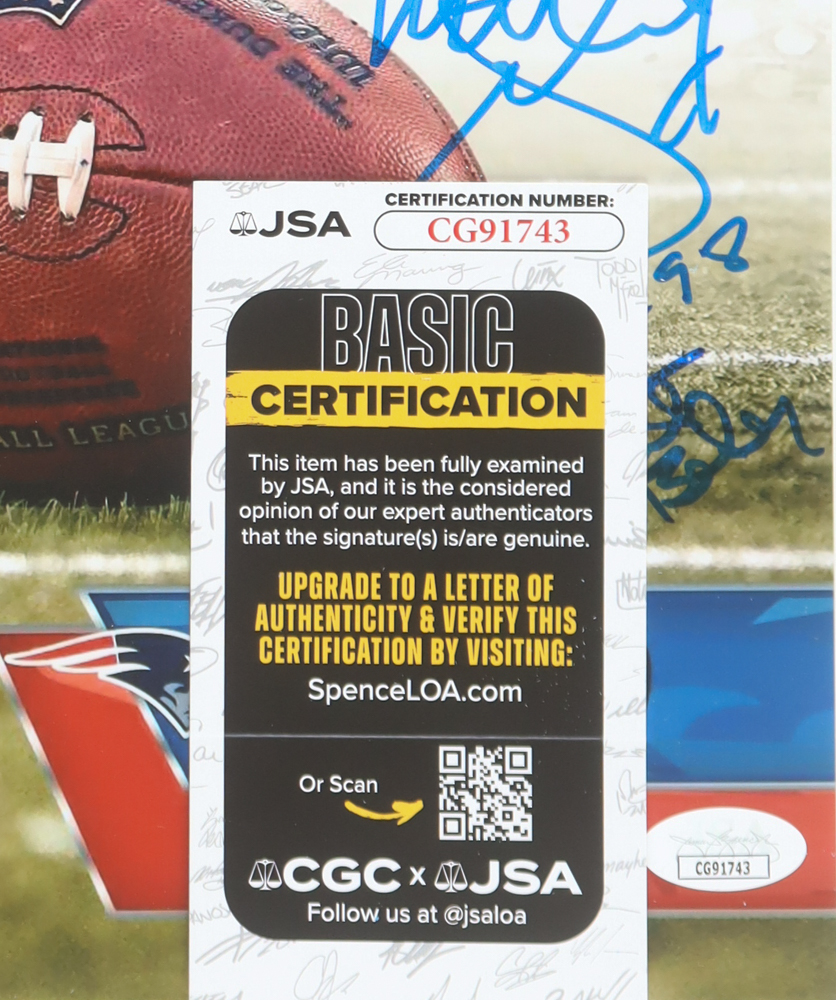 "THE DUKE"
98
ALL LEAGU
JSA
CERTIFICATION NUMBER:
CG91743
BASIC
CERTIFICATION
This item has been fully examined
by JSA, and it is the considered
opinion of our expert authenticators
that the signature(s) is/are genuine.
UPGRADE TO A LETTER OF
AUTHENTICITY & VERIFY THIS
CERTIFICATION BY VISITING:
SpenceLOA.com
Or Scan
CGC x JSA
Follow us at @jsaloa
CG91743